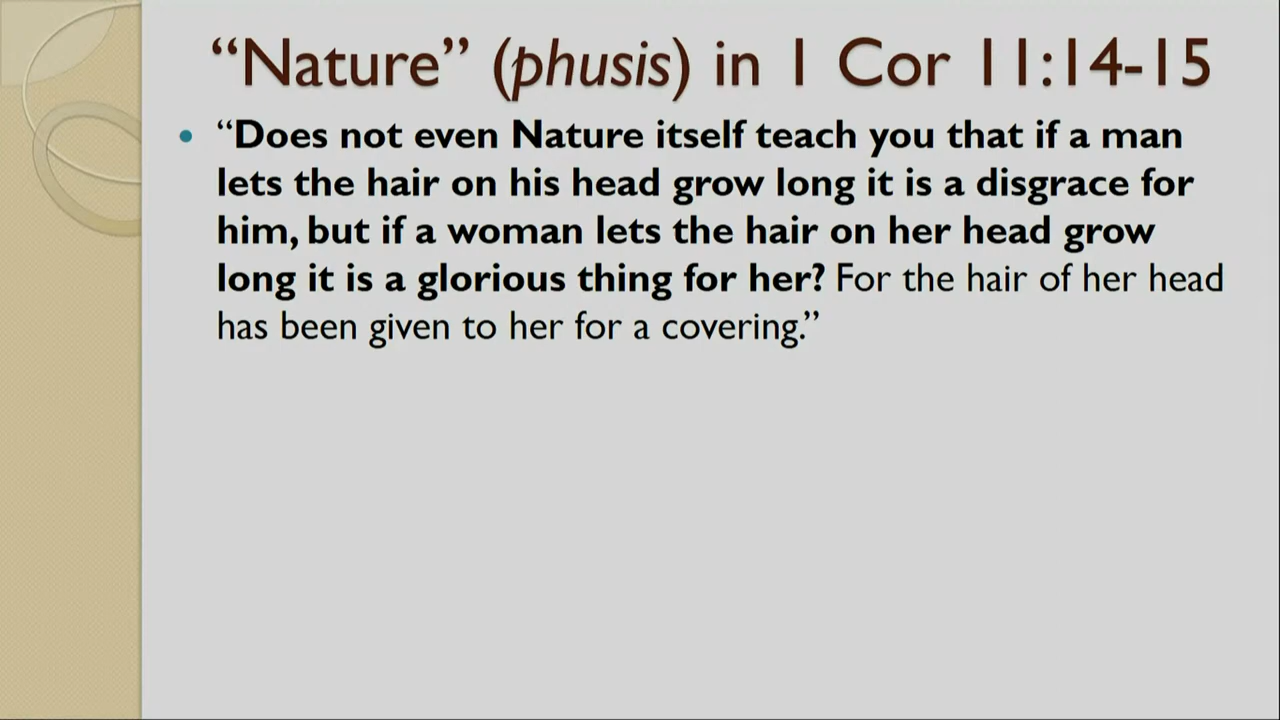 “Nature” (phusis) in 1 Cor 11:14-15
• “Does not even Nature itself teach you that if a man
lets the hair on his head grow long it is a disgrace for
him, but if a woman lets the hair on her head grow
long it is a glorious thing for her? For the hair of her head
has been given to her for a covering.”